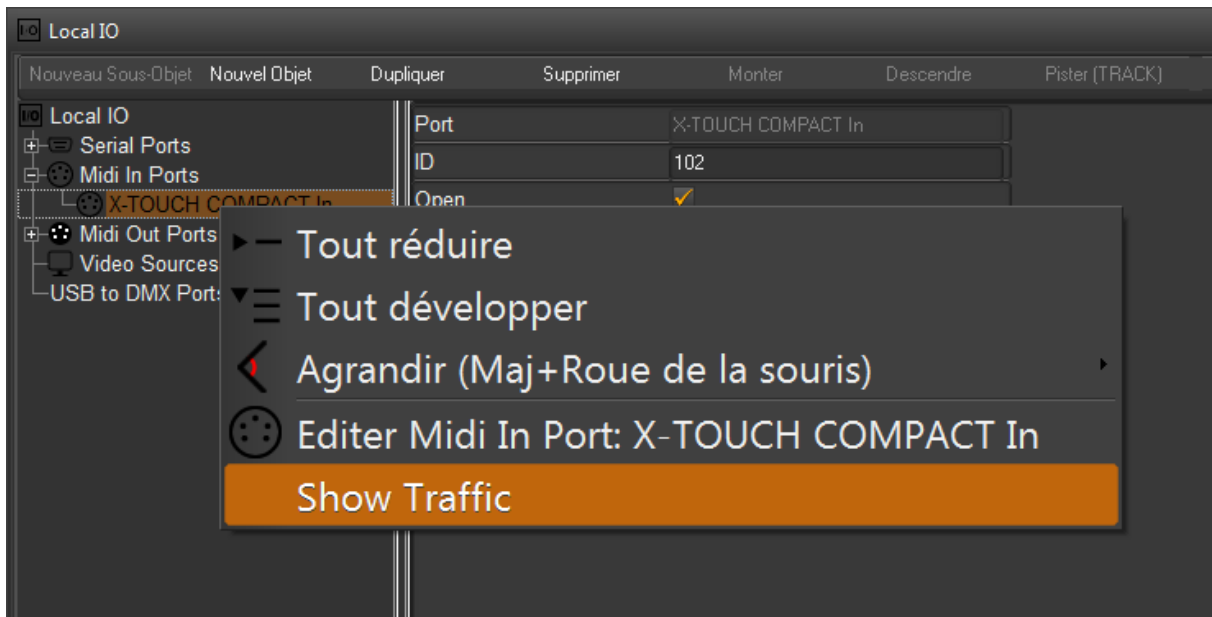 I/O Local IO
Nouveau Sous-Objet Nouvel Objet Dupliquer Supprimer Monter Descendre Pister (TRACK)
I/O Local IO
Port X-TOUCH COMPACT In
Serial Ports
ID 102
Midi In Ports
X-TOUCH COMPACT In
Open
Midi Out Ports
Video Sources
USB to DMX Ports
Tout réduire
Tout développer
Agrandir (Maj+Roue de la souris)
Editer Midi In Port: X-TOUCH COMPACT In
Show Traffic